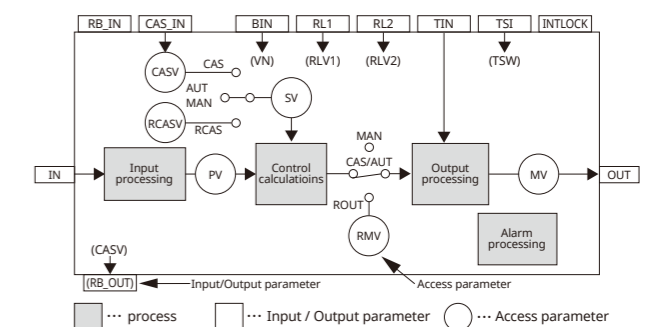 RB_IN CAS_IN BIN RL1 RL2 TIN TSI INTLOCK
(VN) (RLV1) (RLV2) (TSW)
CASV CAS
AUT
MAN SV
RCASV RCAS
MAN
IN Input processing PV Control calculatioins CAS/AUT Output processing MV OUT
ROUT
RMV Alarm processing
(CASV)
(RB_OUT) Input/Output parameter Access parameter
··· process ··· Input / Output parameter ··· Access parameter